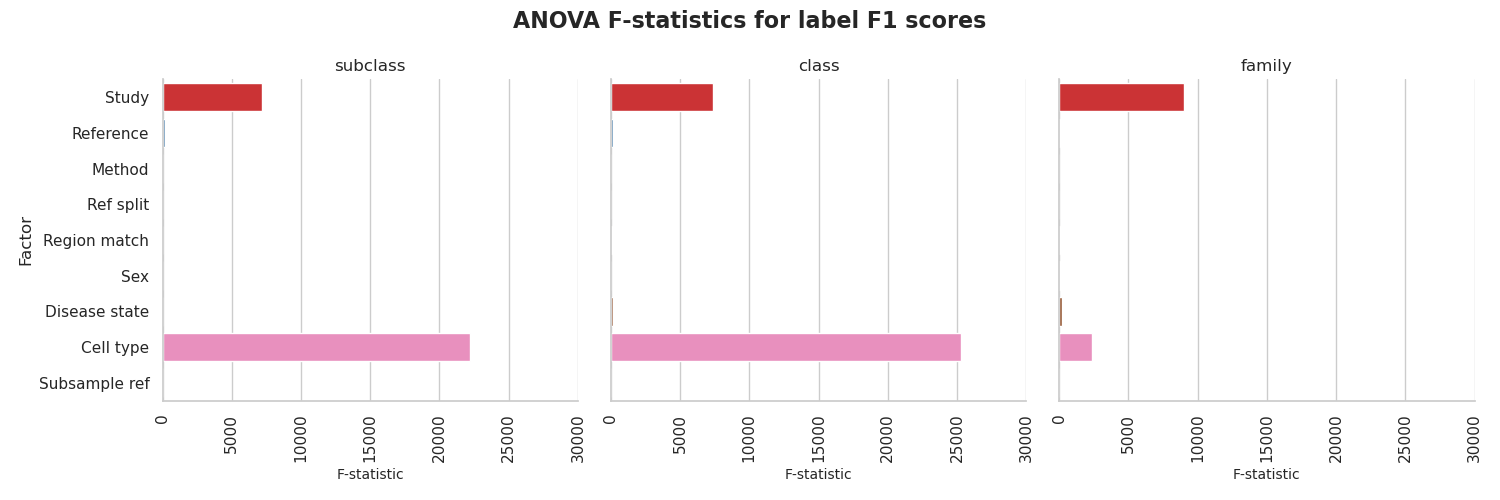 ANOVA F-statistics for label F1 scores
subclass
class
family
Factor
Study
Reference
Method
Ref split
Region match
Sex
Disease state
Cell type
Subsample ref
0 5000 10000 15000 20000 25000 30000
0 5000 10000 15000 20000 25000 30000
0 5000 10000 15000 20000 25000 30000
F-statistic
F-statistic
F-statistic